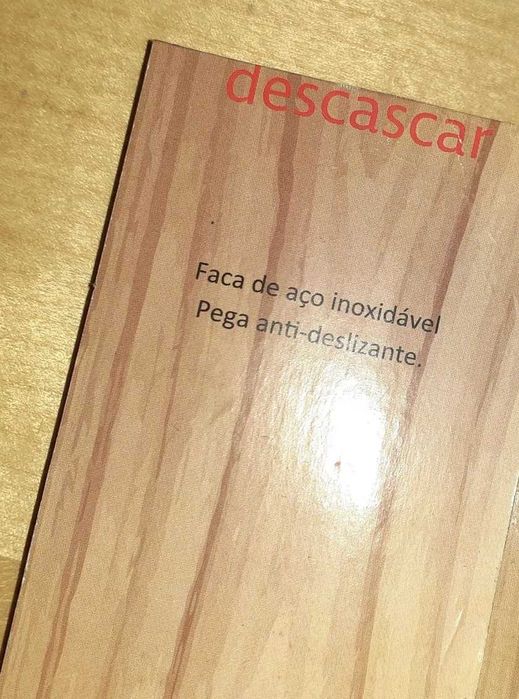 descascar
Faca de aço inoxidável
Pega anti-deslizante.